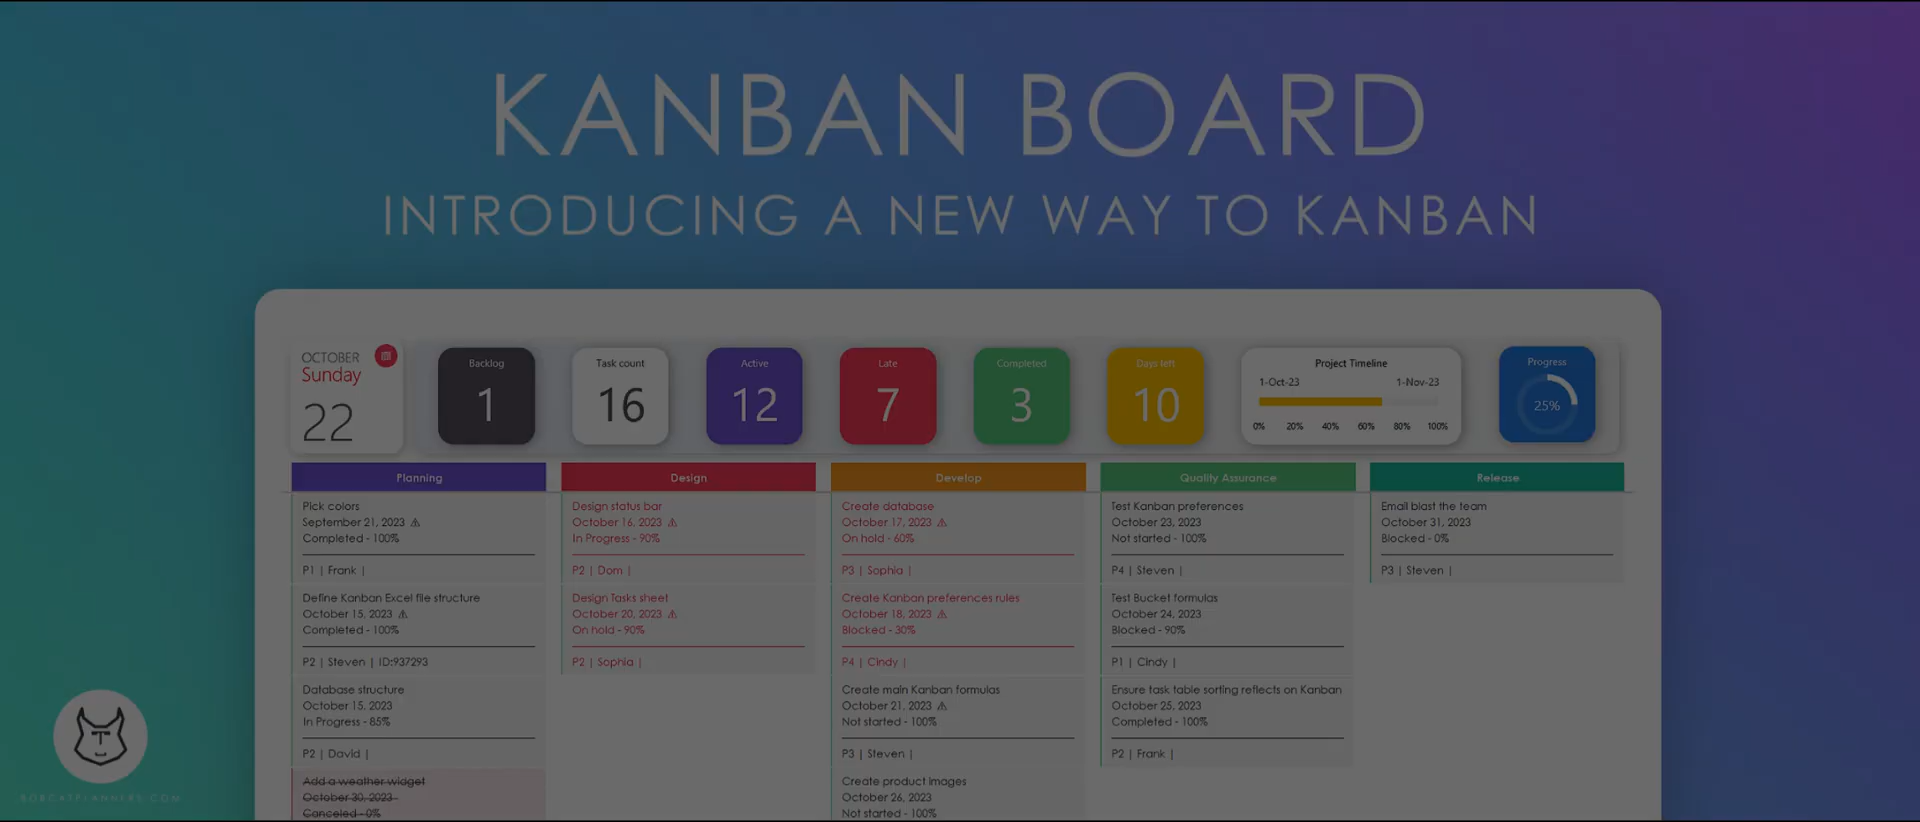 KANBAN BOARD
INTRODUCING A NEW WAY TO KANBAN
OCTOBER
Sunday
22
Backlog
1
Task count
16
Active
12
Late
7
Completed
3
Days left
10
Project Timeline
1-Oct-23 1-Nov-23
0% 20% 40% 60% 80% 100%
Progress
25%
Planning
Pick colors
September 21, 2023 ⚠
Completed - 100%
P1 | Frank |
Define Kanban Excel file structure
October 15, 2023 ⚠
Completed - 100%
P2 | Steven | ID:937293
Database structure
October 15, 2023
In Progress - 85%
P2 | David |
Add a weather widget
October 30, 2023
Canceled - 0%
Design
Design status bar
October 16, 2023 ⚠
In Progress - 90%
P2 | Dom |
Design Tasks sheet
October 20, 2023 ⚠
On hold - 90%
P2 | Sophia |
Develop
Create database
October 17, 2023 ⚠
On hold - 60%
P3 | Sophia |
Create Kanban preferences rules
October 18, 2023 ⚠
Blocked - 30%
P4 | Cindy |
Create main Kanban formulas
October 21, 2023 ⚠
Not started - 100%
P3 | Steven |
Create product images
October 26, 2023
Not started - 100%
Quality Assurance
Test Kanban preferences
October 23, 2023
Not started - 100%
P4 | Steven |
Test Bucket formulas
October 24, 2023
Blocked - 90%
P1 | Cindy |
Ensure task table sorting reflects on Kanban
October 25, 2023
Completed - 100%
P2 | Frank |
Release
Email blast the team
October 31, 2023
Blocked - 0%
P3 | Steven |
BOBCATPLANNERS.COM